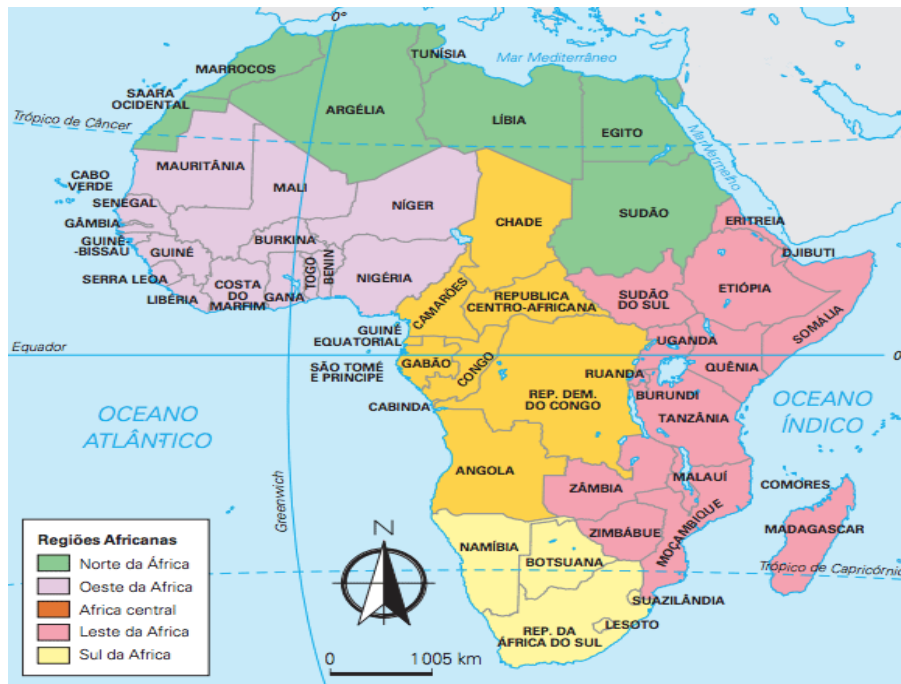 0°
TUNÍSIA
Mar Mediterrâneo
MARROCOS
SAARA
OCIDENTAL
ARGÉLIA
LÍBIA
EGITO
Trópico de Câncer
Mar Vermelho
MAURITÂNIA
CABO
VERDE
MALI
NÍGER
SENEGAL
CHADE
SUDÃO
ERITREIA
GÂMBIA
GUINÉ-
-BISSAU
GUINÉ
BURKINA
DJIBUTI
SERRA LEOA
COSTA
DO
MARFIM
GANA
TOGO
BENIN
NIGÉRIA
ETIÓPIA
LIBÉRIA
CAMARÕES
REPUBLICA
CENTRO-AFRICANA
SUDÃO
DO SUL
SOMÁLIA
GUINÉ
EQUATORIAL
UGANDA
Equador
0
GABÃO
CONGO
QUÊNIA
SÃO TOMÉ
E PRINCIPE
RUANDA
REP. DEM.
DO CONGO
BURUNDI
CABINDA
TANZÂNIA
OCEANO
ATLÂNTICO
OCEANO
ÍNDICO
ANGOLA
ZÂMBIA
MALAUÍ
COMORES
Greenwich
MOÇAMBIQUE
MADAGASCAR
ZIMBÁBUE
N
NAMÍBIA
BOTSUANA
Trópico de Capricórnio
SUAZILÂNDIA
LESOTO
REP. DA
ÁFRICA DO SUL
Regiões Africanas
Norte da África
Oeste da Africa
Africa central
Leste da Africa
Sul da Africa
0 1005 km